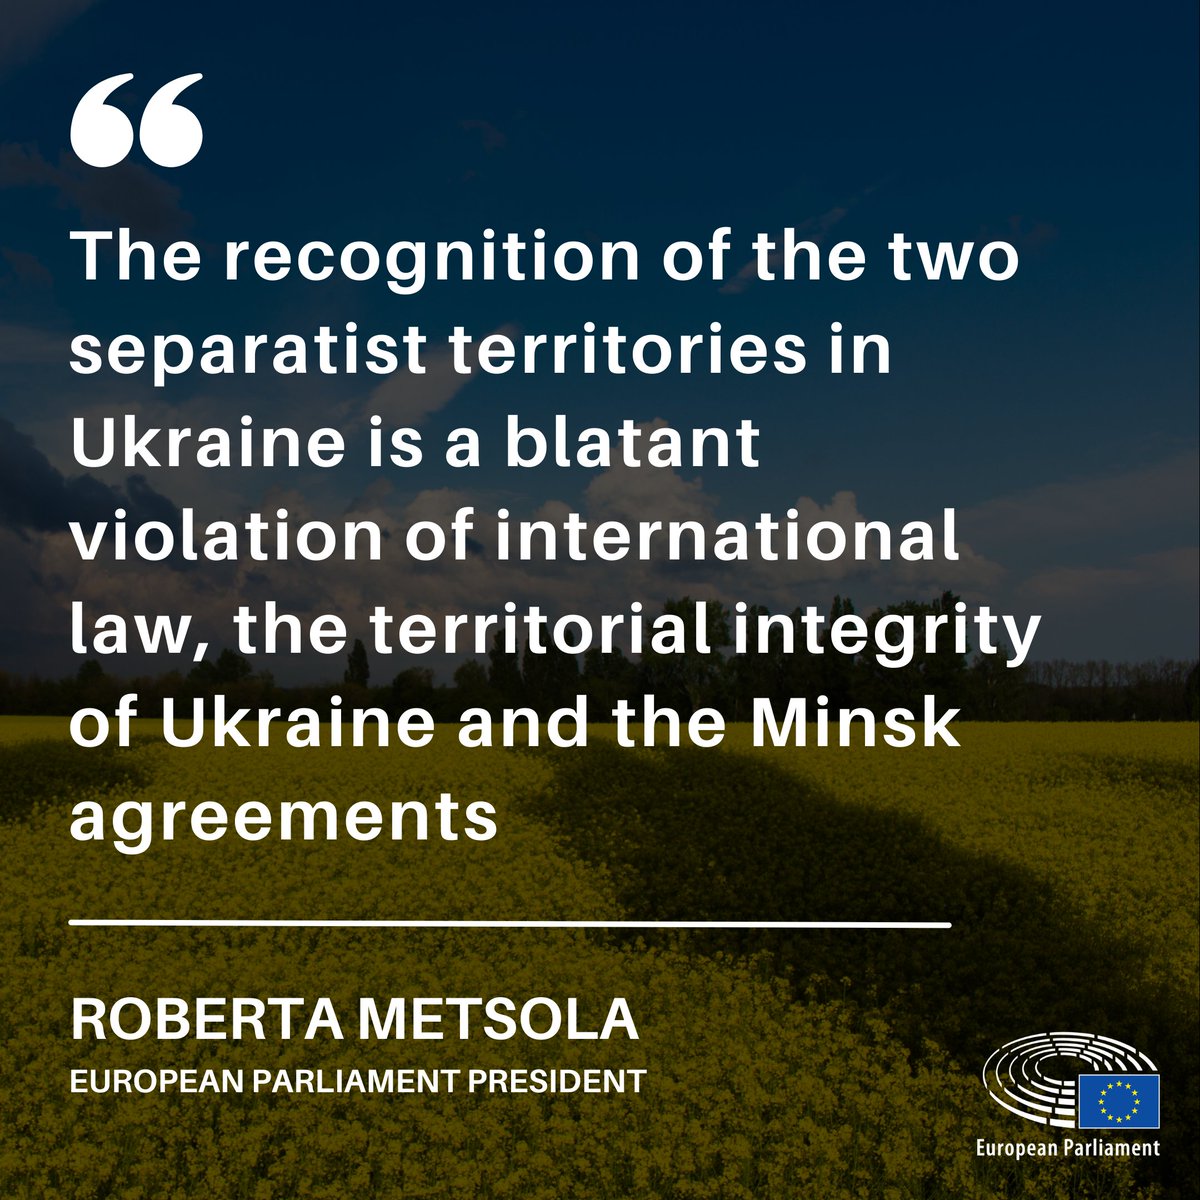 “
The recognition of the two
separatist territories in
Ukraine is a blatant
violation of international
law, the territorial integrity
of Ukraine and the Minsk
agreements
ROBERTA METSOLA
EUROPEAN PARLIAMENT PRESIDENT
European Parliament